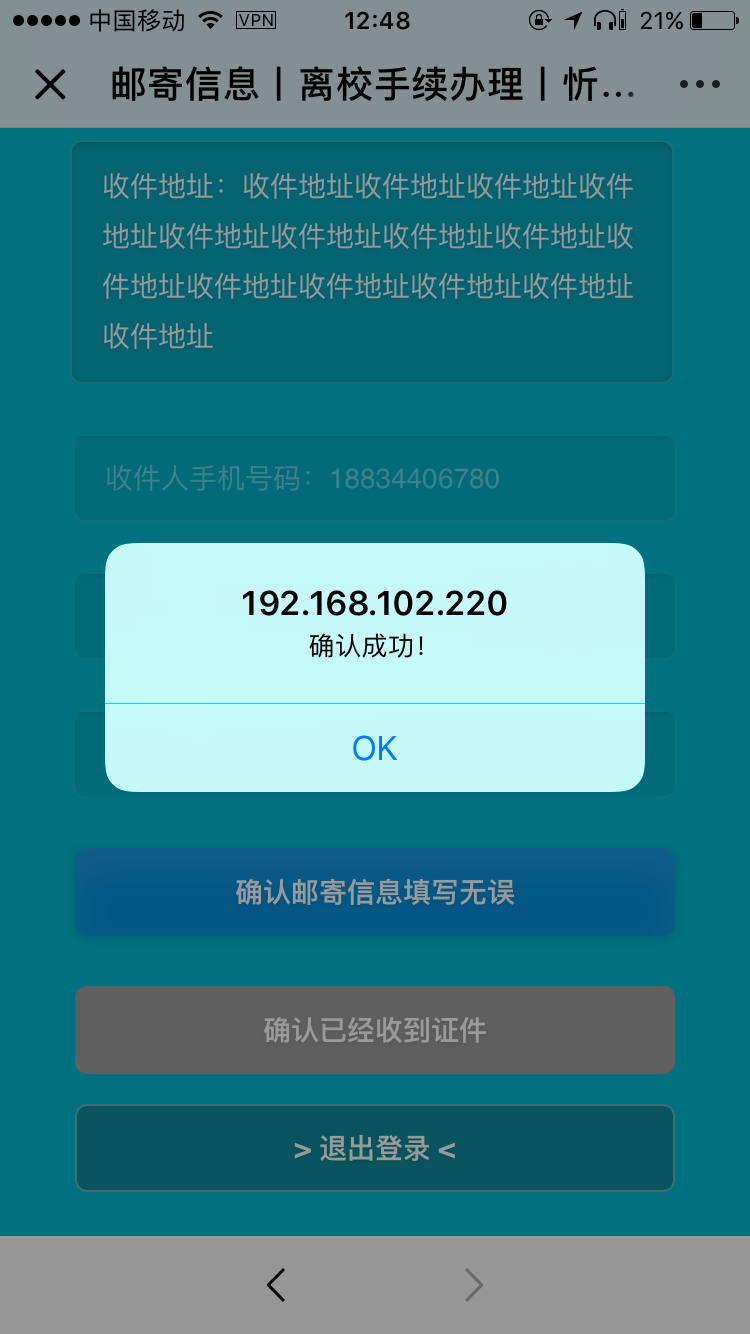 中国移动 VPN 12:48 21%
邮寄信息丨离校手续办理丨忻...
收件地址：收件地址收件地址收件地址收件
地址收件地址收件地址收件地址收件地址收
件地址收件地址收件地址收件地址收件地址
收件地址
收件人手机号码：18834406780
192.168.102.220
确认成功！
OK
确认邮寄信息填写无误
确认已经收到证件
> 退出登录 <